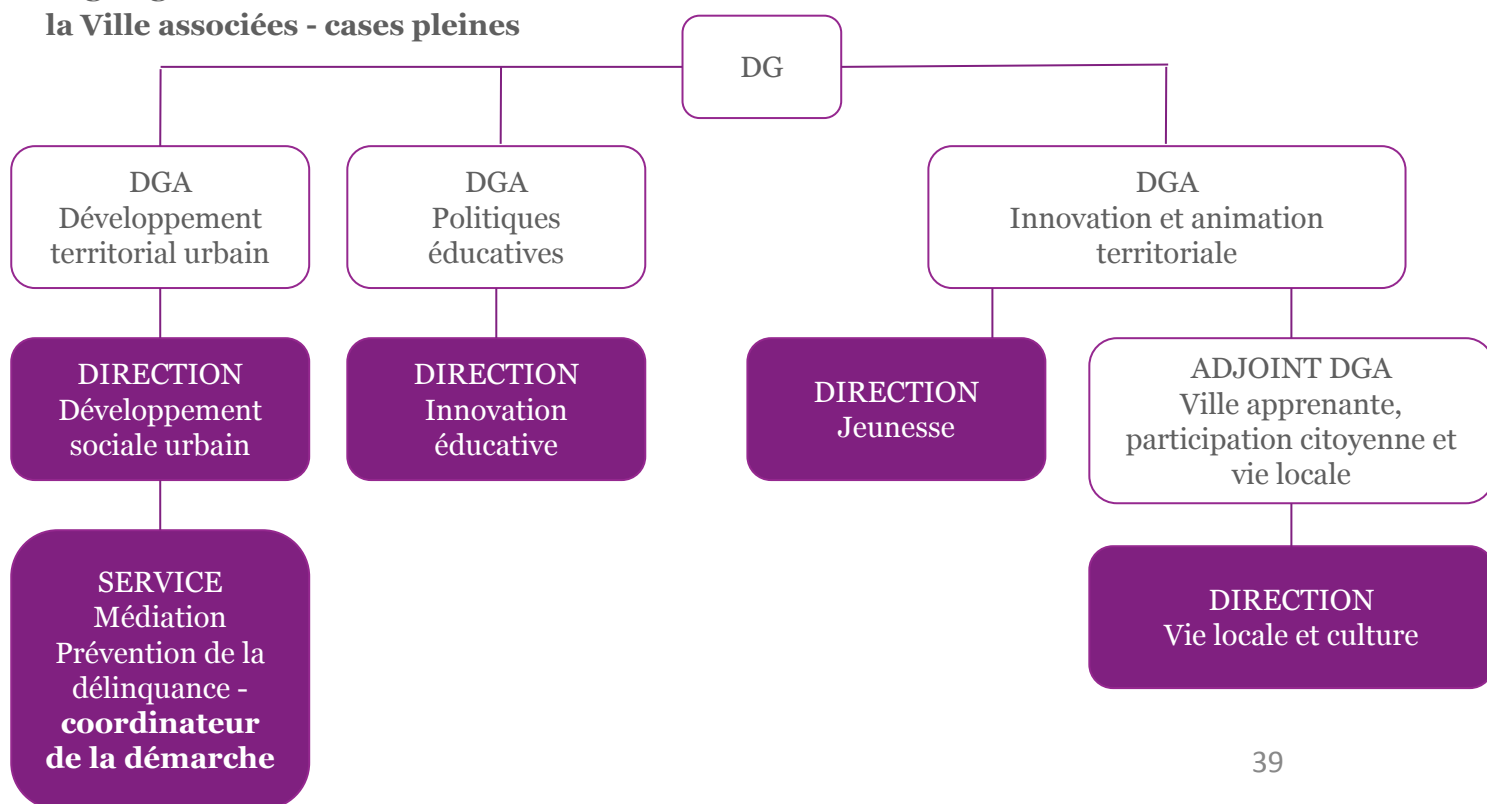 la Ville associées - cases pleines
DG
DGA
Développement
territorial urbain
DGA
Politiques
éducatives
DGA
Innovation et animation
territoriale
DIRECTION
Développement
sociale urbain
DIRECTION
Innovation
éducative
DIRECTION
Jeunesse
ADJOINT DGA
Ville apprenante,
participation citoyenne et
vie locale
SERVICE
Médiation
Prévention de la
délinquance -
coordinateur
de la démarche
DIRECTION
Vie locale et culture
39